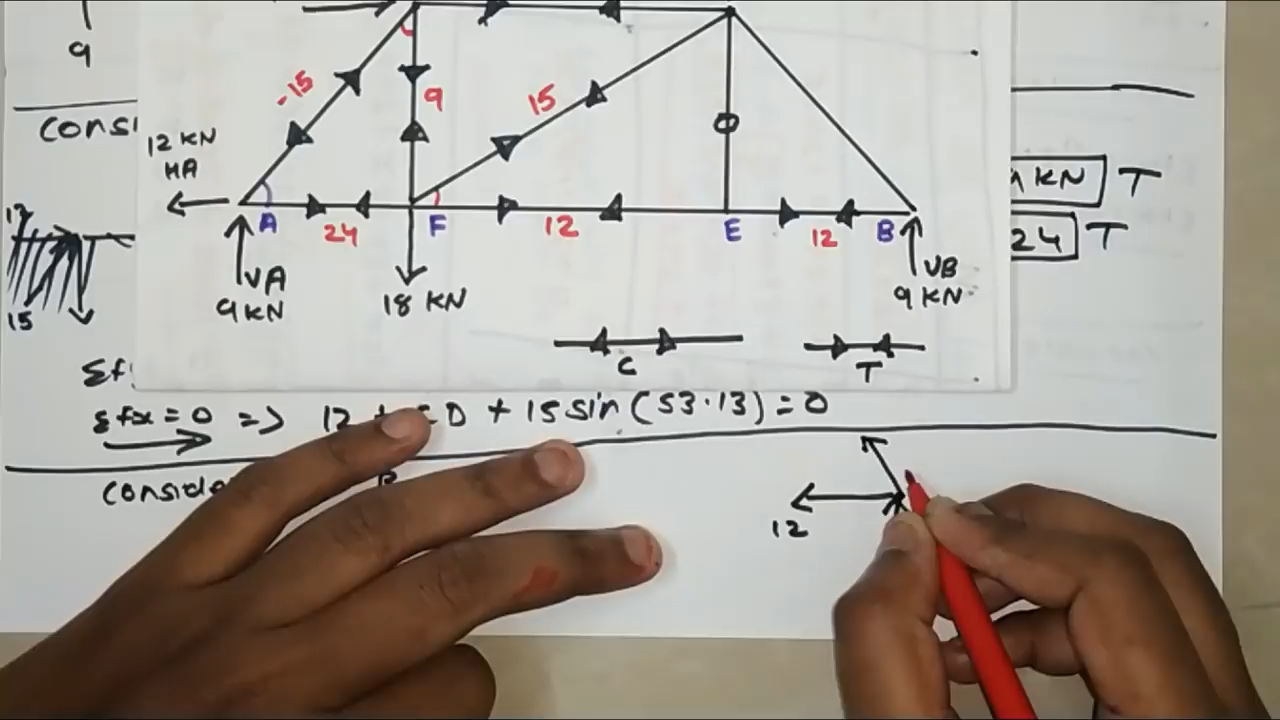 9
consi
12 KN
HA
-15
9
15
A
24
F
12
E
12
B
VA
9 KN
18 KN
VB
9 KN
KN T
24 T
15
C
T
Σf
Σfx = 0 => 12 + D + 15 sin (53.13) = 0
conside B
12